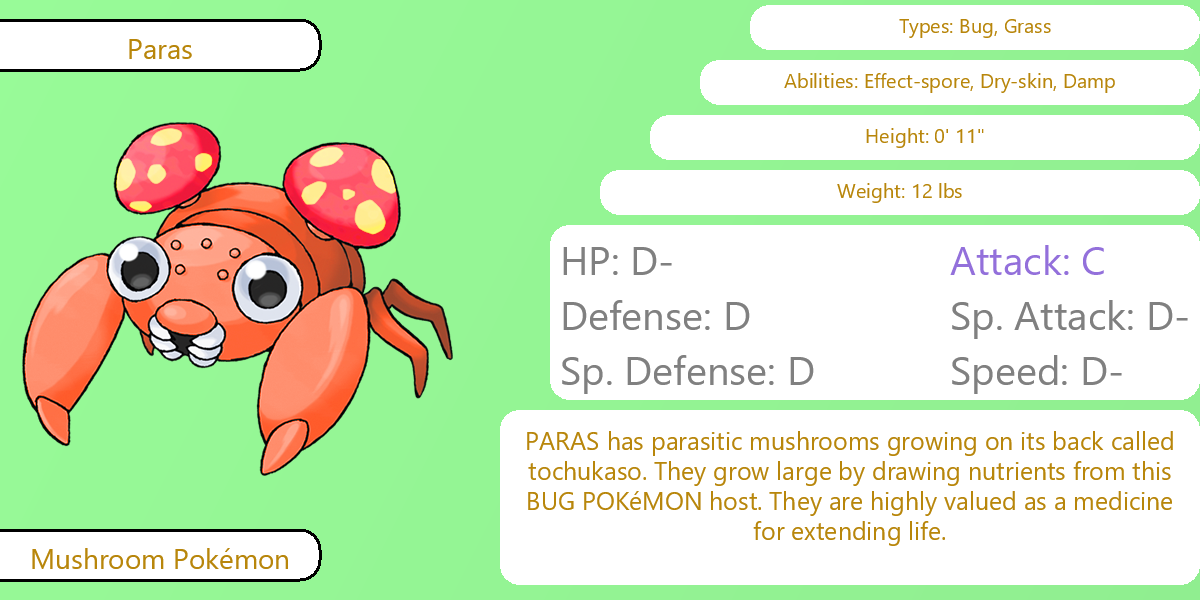 Paras
Types: Bug, Grass
Abilities: Effect-spore, Dry-skin, Damp
Height: 0' 11"
Weight: 12 lbs
HP: D-
Attack: C
Defense: D
Sp. Attack: D-
Sp. Defense: D
Speed: D-
PARAS has parasitic mushrooms growing on its back called
tochukaso. They grow large by drawing nutrients from this
BUG POKéMON host. They are highly valued as a medicine
for extending life.
Mushroom Pokémon